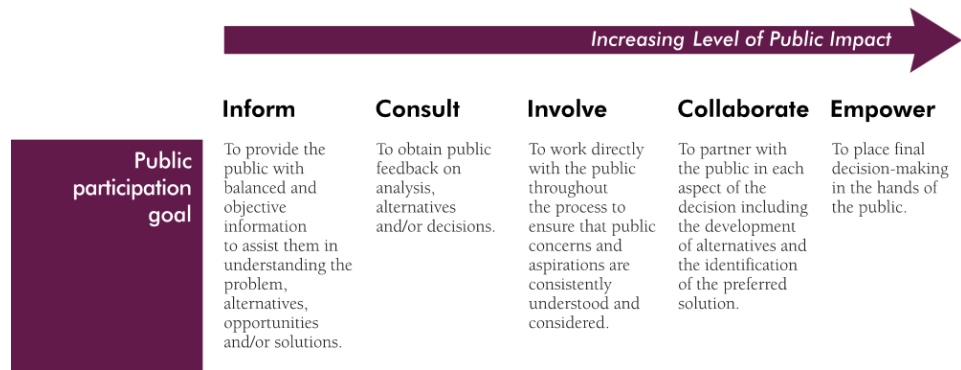 Increasing Level of Public Impact
Public
participation
goal
Inform
To provide the
public with
balanced and
objective
information
to assist them in
understanding the
problem,
alternatives,
opportunities
and/or solutions.
Consult
To obtain public
feedback on
analysis,
alternatives
and/or decisions.
Involve
To work directly
with the public
throughout
the process to
ensure that public
concerns and
aspirations are
consistently
understood and
considered.
Collaborate
To partner with
the public in each
aspect of the
decision including
the development
of alternatives and
the identification
of the preferred
solution.
Empower
To place final
decision-making
in the hands of
the public.